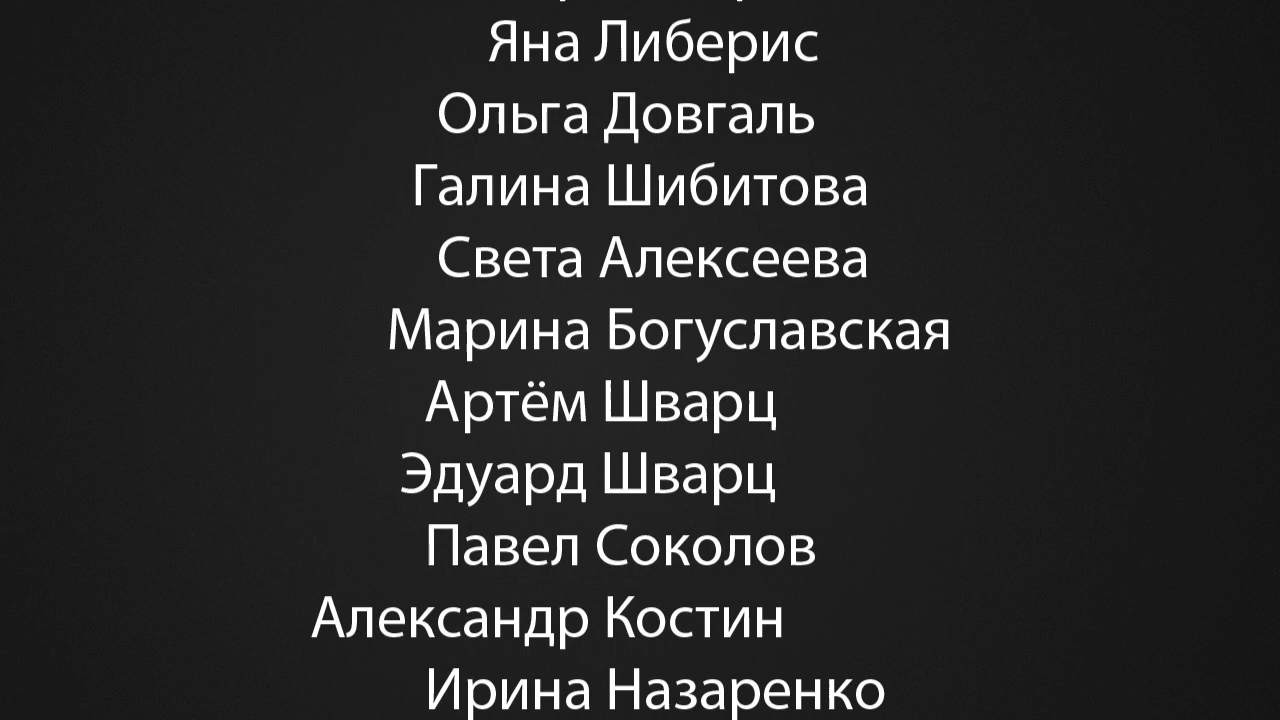 Яна Либерис
Ольга Довгаль
Галина Шибитова
Света Алексеева
Марина Богуславская
Артём Шварц
Эдуард Шварц
Павел Соколов
Александр Костин
Ирина Назаренко